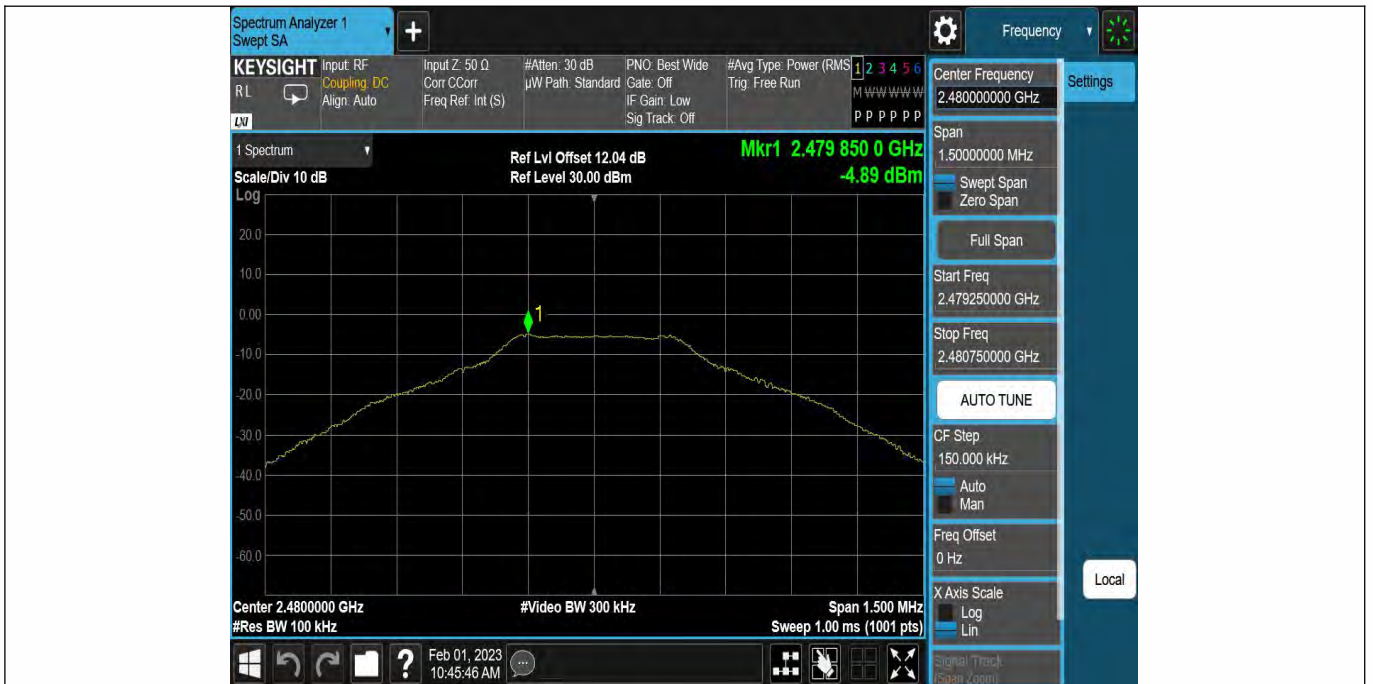 Spectrum Analyzer 1
Swept SA
+
Frequency
KEYSIGHT
RL
LXI
Input: RF
Coupling: DC
Align: Auto
Input Z: 50 Ω
Corr CCorr
Freq Ref: Int (S)
#Atten: 30 dB
µW Path: Standard
PNO: Best Wide
Gate: Off
IF Gain: Low
Sig Track: Off
#Avg Type: Power (RMS
Trig: Free Run
1 2 3 4 5 6
M W W W W W
P P P P P P
1 Spectrum
Scale/Div 10 dB
Log
Ref Lvl Offset 12.04 dB
Ref Level 30.00 dBm
Mkr1 2.479 850 0 GHz
-4.89 dBm
20.0
10.0
0.00
-10.0
-20.0
-30.0
-40.0
-50.0
-60.0
1
Center 2.4800000 GHz
#Res BW 100 kHz
#Video BW 300 kHz
Span 1.500 MHz
Sweep 1.00 ms (1001 pts)
Feb 01, 2023
10:45:46 AM
Center Frequency
2.480000000 GHz
Settings
Span
1.50000000 MHz
Swept Span
Zero Span
Full Span
Start Freq
2.479250000 GHz
Stop Freq
2.480750000 GHz
AUTO TUNE
CF Step
150.000 kHz
Auto
Man
Freq Offset
0 Hz
Local
X Axis Scale
Log
Lin
Signal Track
(Span Zoom)